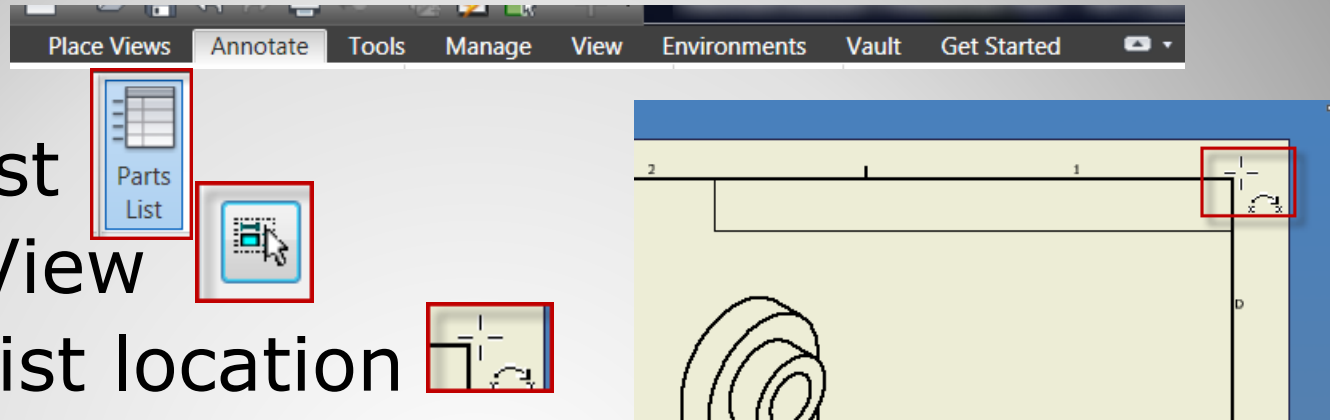 Place Views Annotate Tools Manage View Environments Vault Get Started
Parts
List
st
View
ist location
2 1
D